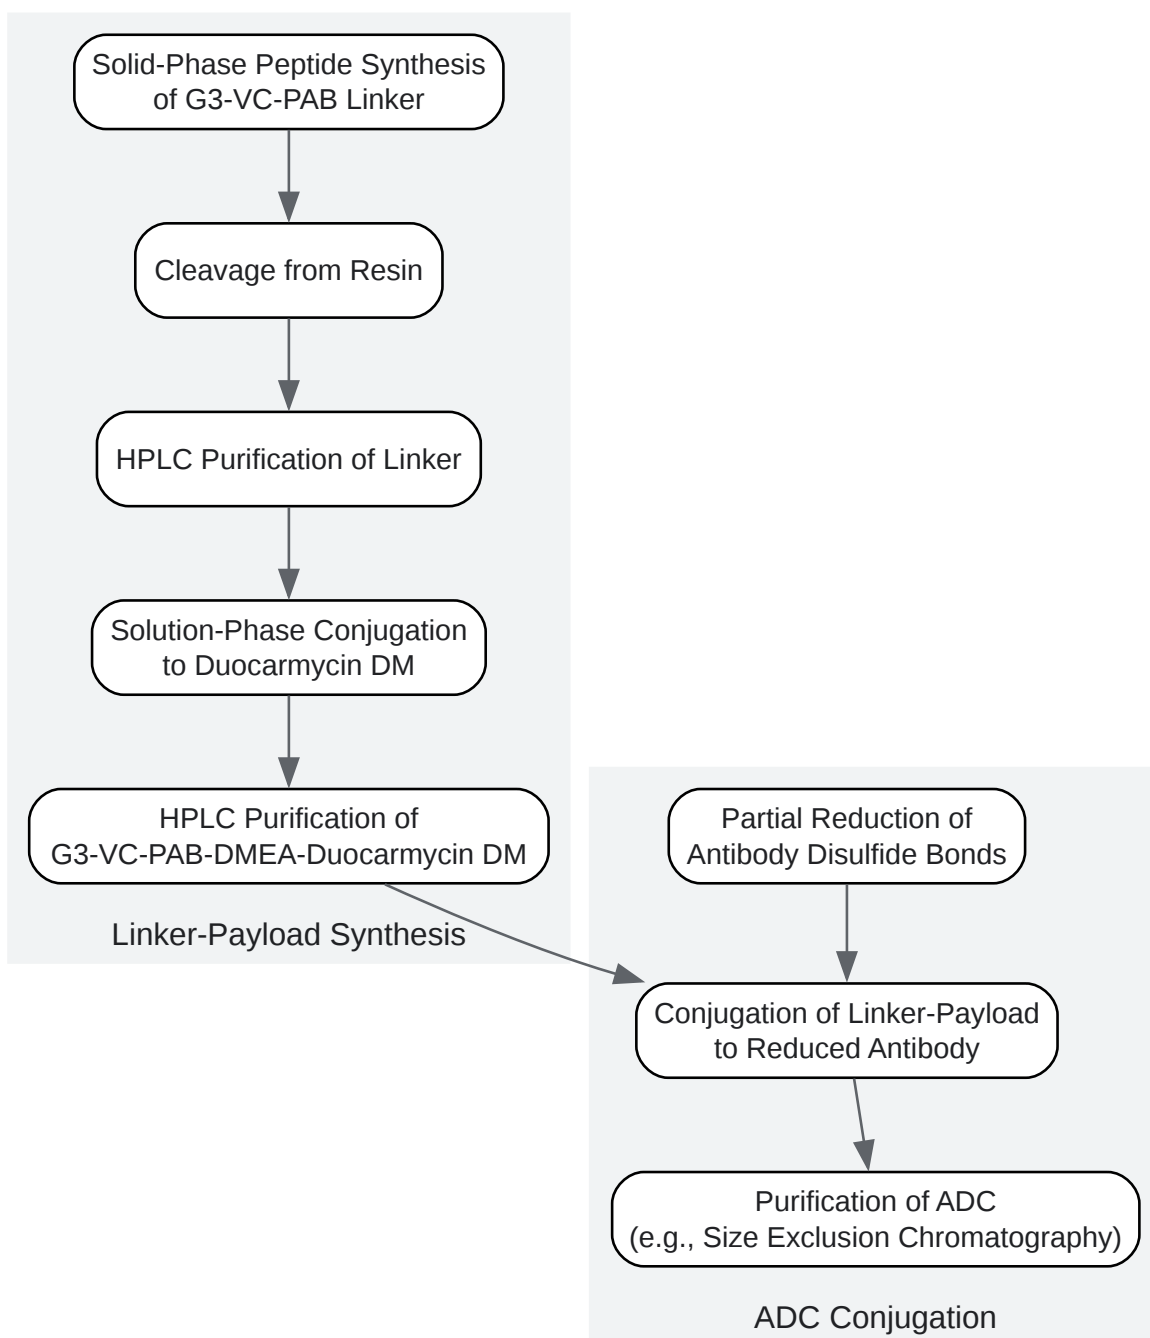 Solid-Phase Peptide Synthesis
of G3-VC-PAB Linker
Cleavage from Resin
HPLC Purification of Linker
Solution-Phase Conjugation
to Duocarmycin DM
HPLC Purification of
G3-VC-PAB-DMEA-Duocarmycin DM
Linker-Payload Synthesis
Partial Reduction of
Antibody Disulfide Bonds
Conjugation of Linker-Payload
to Reduced Antibody
Purification of ADC
(e.g., Size Exclusion Chromatography)
ADC Conjugation